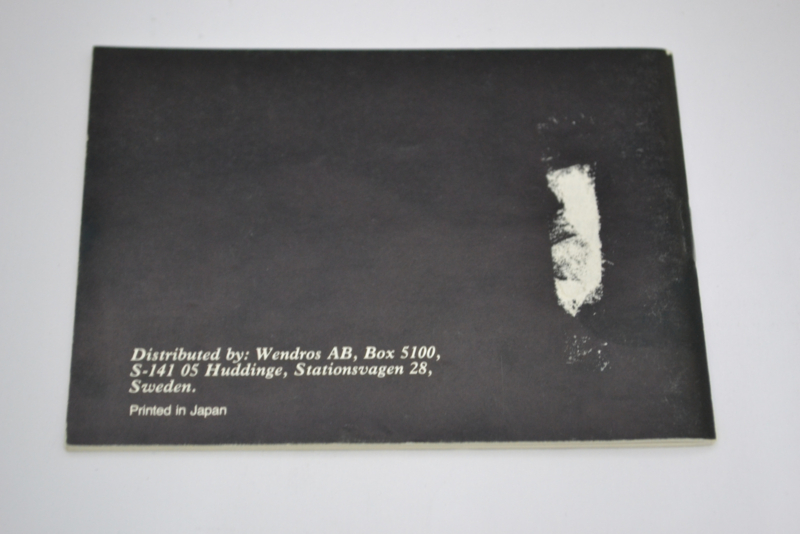 Distributed by: Wendros AB, Box 5100,
S-141 05 Huddinge, Stationsvagen 28,
Sweden.
Printed in Japan